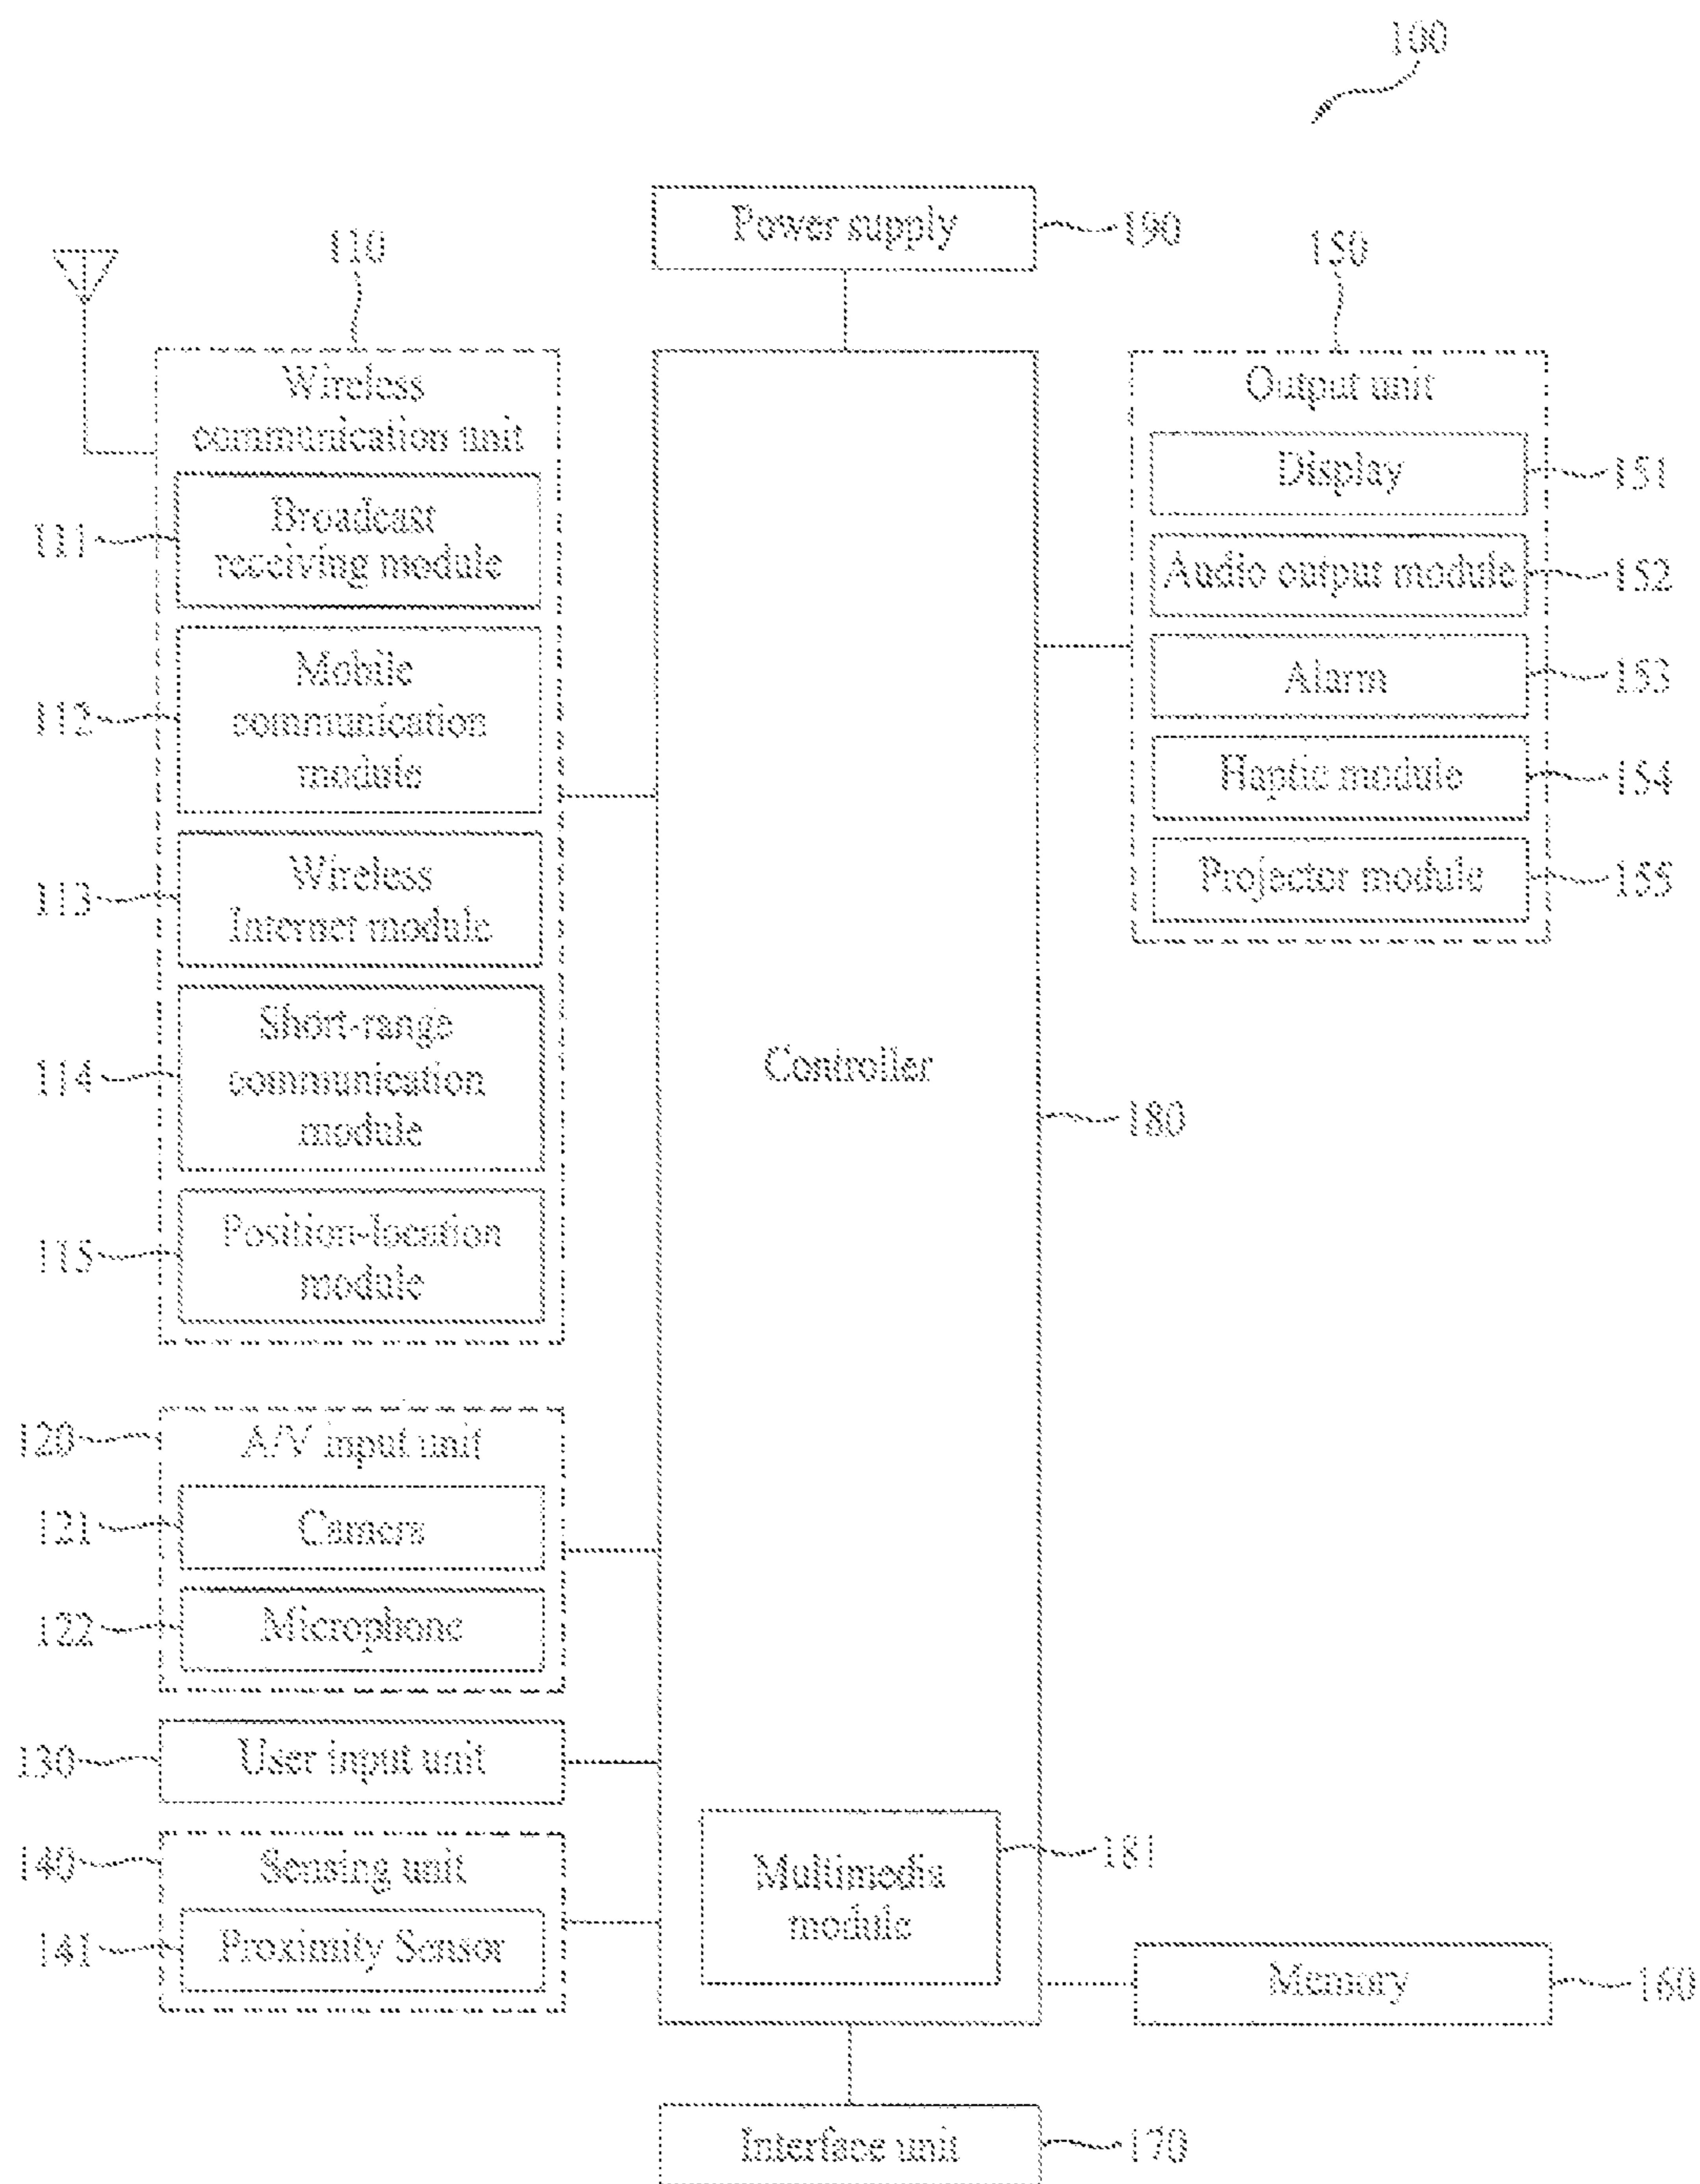 100
Power supply
190
110
150
Wireless
communication unit
Output unit
Display
151
111
Broadcast
receiving module
Audio output module
152
112
Mobile
communication
module
Alarm
153
Haptic module
154
113
Wireless
Internet module
Projector module
155
114
Short-range
communication
module
Controller
180
115
Position-location
module
120
A/V input unit
121
Camera
122
Microphone
130
User input unit
140
Sensing unit
141
Proximity Sensor
Multimedia
module
181
Memory
160
Interface unit
170